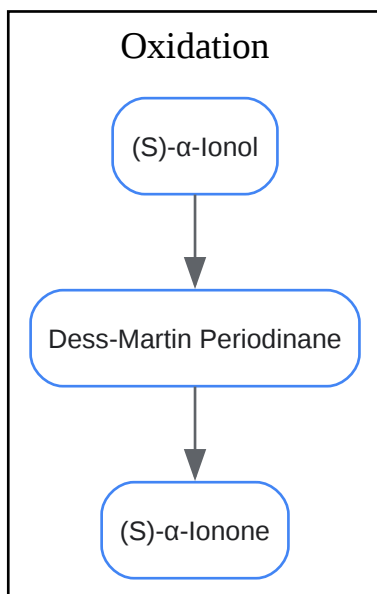 Oxidation
(S)-α-Ionol
Dess-Martin Periodinane
(S)-α-Ionone